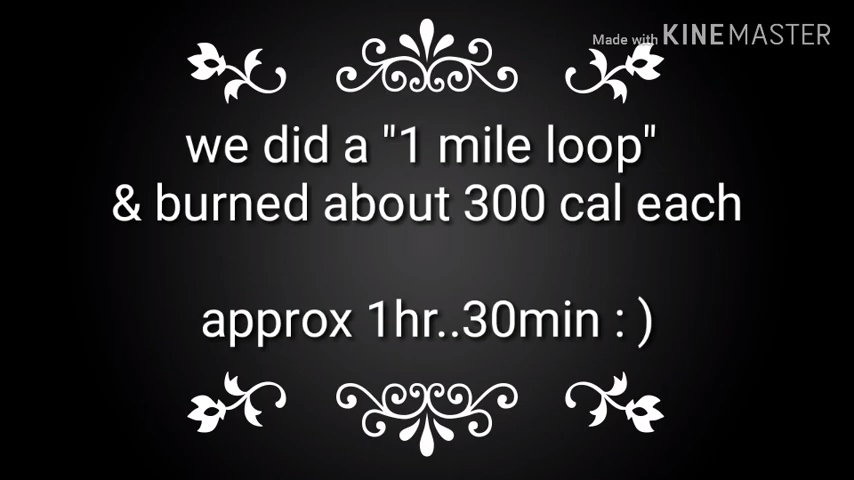 Made with KINEMASTER
we did a "1 mile loop"
& burned about 300 cal each
approx 1hr..30min : )